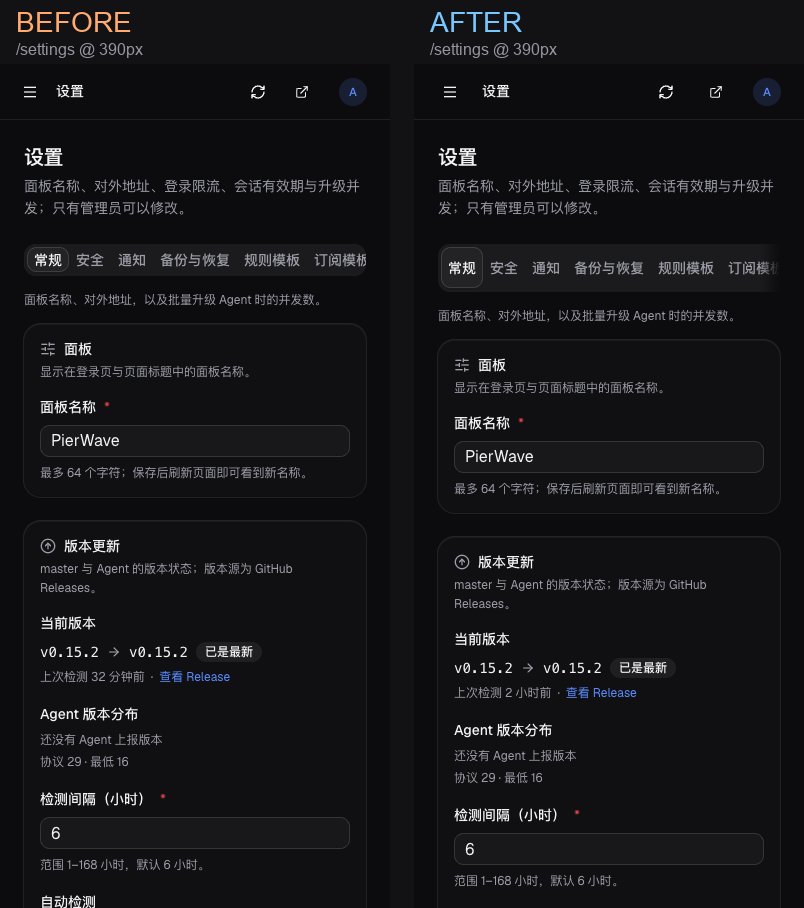 BEFORE
/settings @ 390px
设置
A
设置
面板名称、对外地址、登录限流、会话有效期与升级并
发；只有管理员可以修改。
常规 安全 通知 备份与恢复 规则模板 订阅模板
面板名称、对外地址，以及批量升级 Agent 时的并发数。
面板
显示在登录页与页面标题中的面板名称。
面板名称 *
PierWave
最多 64 个字符；保存后刷新页面即可看到新名称。
版本更新
master 与 Agent 的版本状态；版本源为 GitHub
Releases。
当前版本
v0.15.2 → v0.15.2 已是最新
上次检测 32 分钟前 · 查看 Release
Agent 版本分布
还没有 Agent 上报版本
协议 29 · 最低 16
检测间隔（小时） *
6
范围 1–168 小时，默认 6 小时。
自动检测
AFTER
/settings @ 390px
设置
A
设置
面板名称、对外地址、登录限流、会话有效期与升级并
发；只有管理员可以修改。
常规 安全 通知 备份与恢复 规则模板 订阅模板
面板名称、对外地址，以及批量升级 Agent 时的并发数。
面板
显示在登录页与页面标题中的面板名称。
面板名称 *
PierWave
最多 64 个字符；保存后刷新页面即可看到新名称。
版本更新
master 与 Agent 的版本状态；版本源为 GitHub
Releases。
当前版本
v0.15.2 → v0.15.2 已是最新
上次检测 2 小时前 · 查看 Release
Agent 版本分布
还没有 Agent 上报版本
协议 29 · 最低 16
检测间隔（小时） *
6
范围 1–168 小时，默认 6 小时。